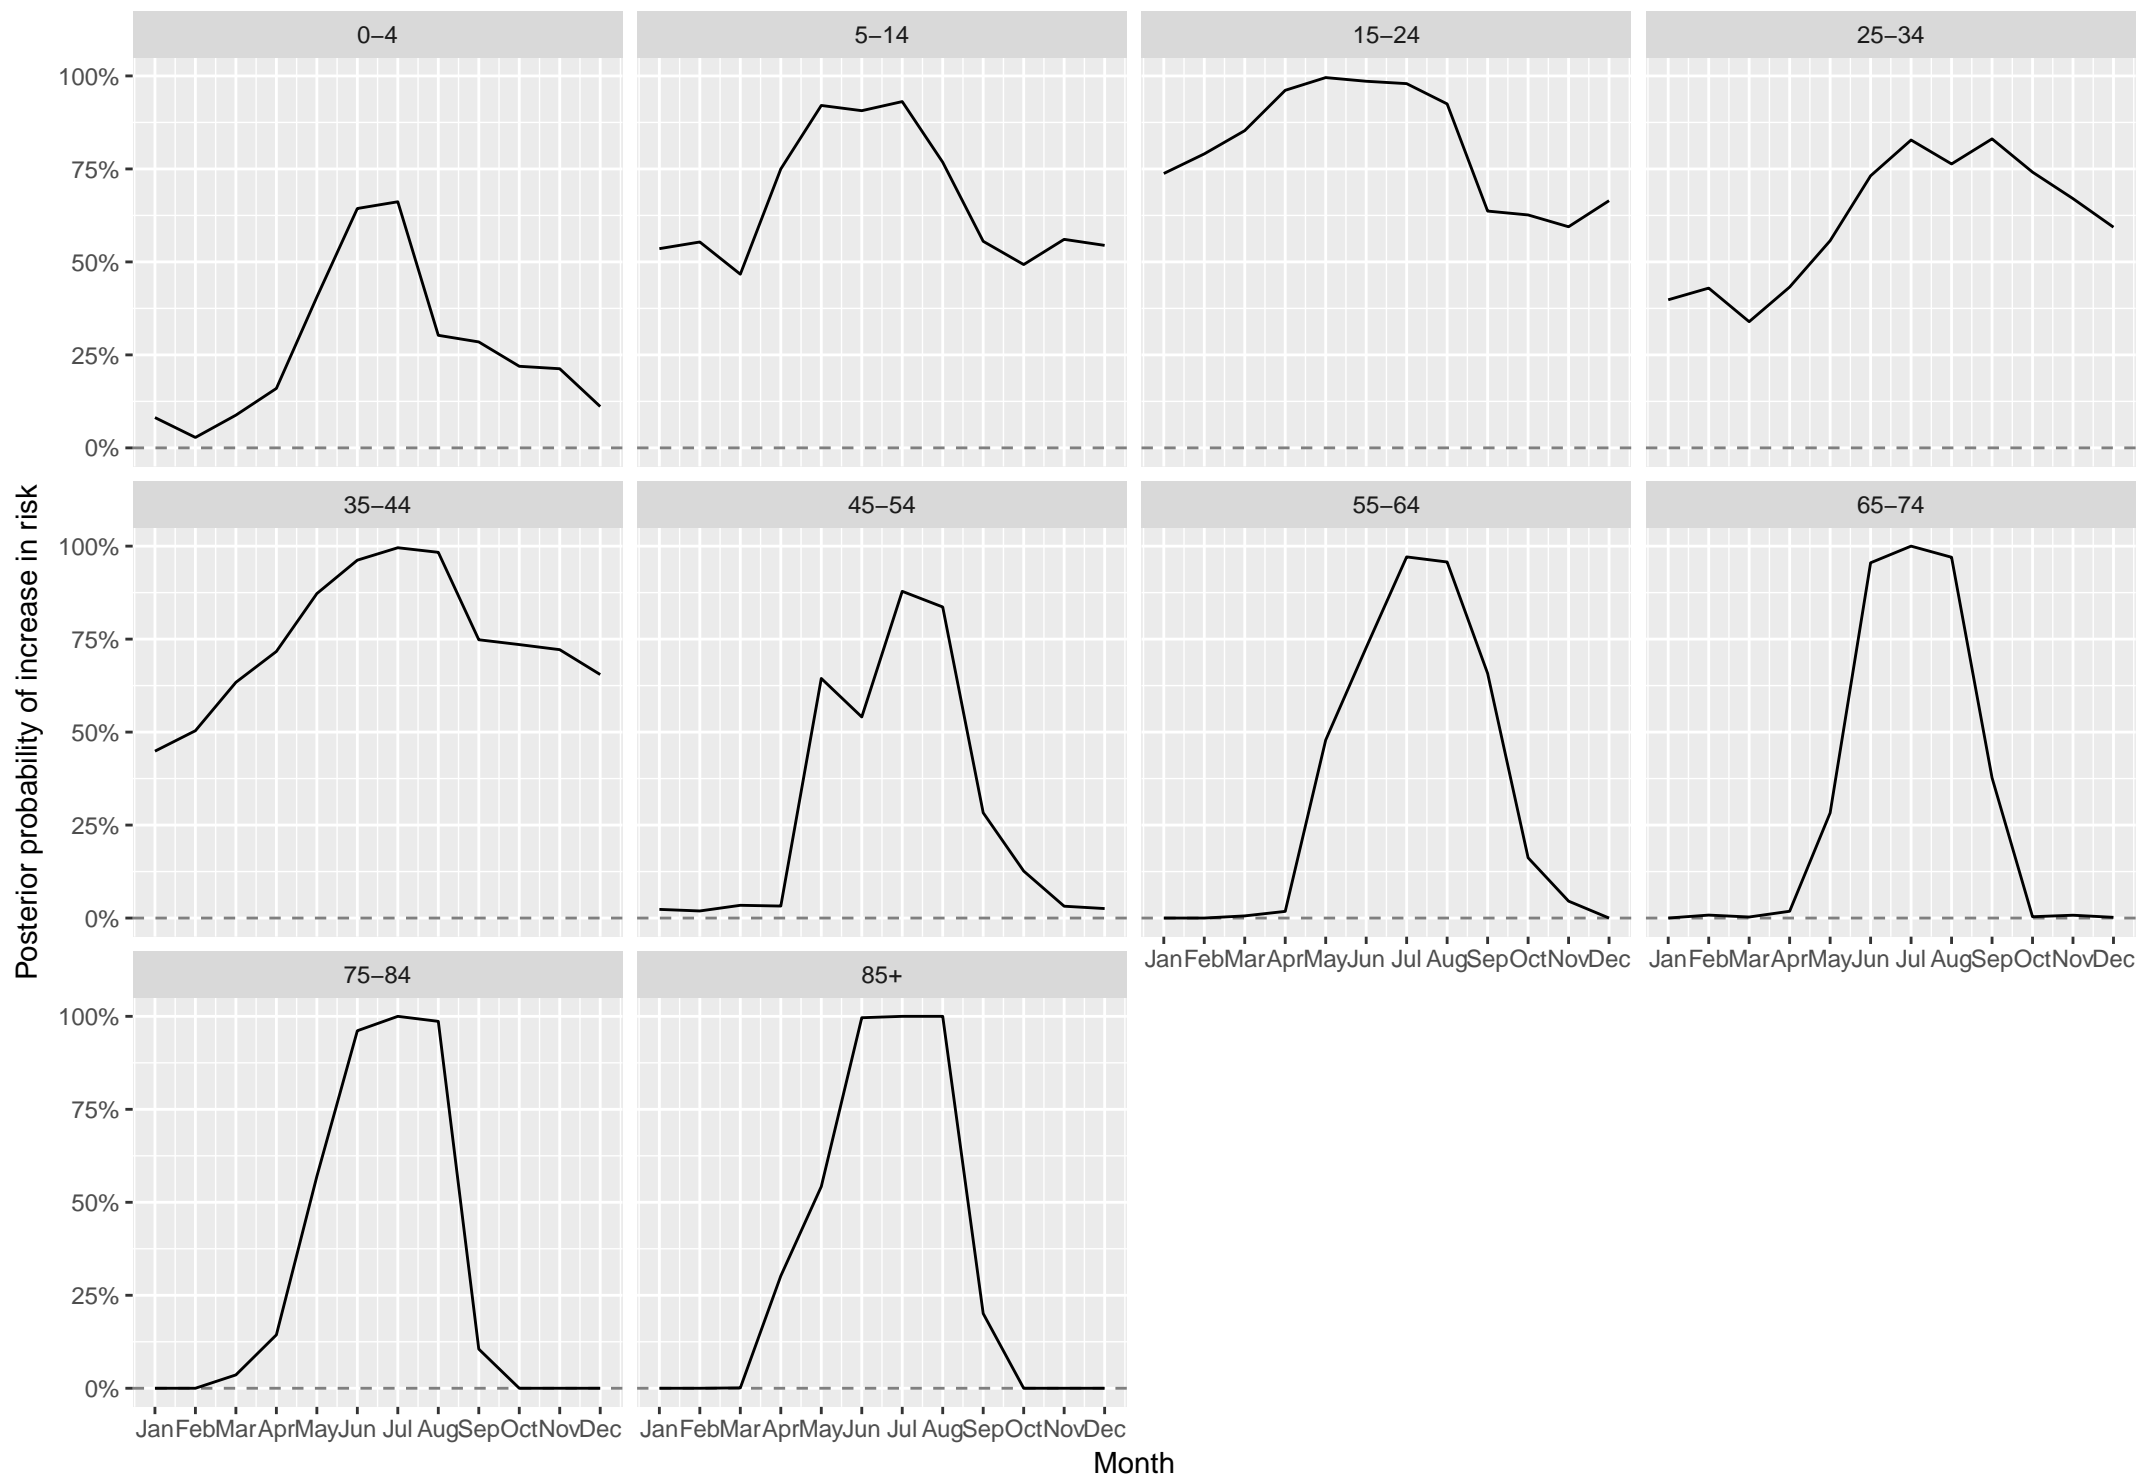 0–4 5–14 15–24 25–34
100%
75%
50%
25%
0%
35–44 45–54 55–64 65–74
100%
75%
50%
25%
0%
Jan Feb Mar Apr May Jun Jul Aug Sep Oct Nov Dec Jan Feb Mar Apr May Jun Jul Aug Sep Oct Nov Dec
75–84 85+
100%
75%
50%
25%
0%
Jan Feb Mar Apr May Jun Jul Aug Sep Oct Nov Dec Jan Feb Mar Apr May Jun Jul Aug Sep Oct Nov Dec
Month
Posterior probability of increase in risk